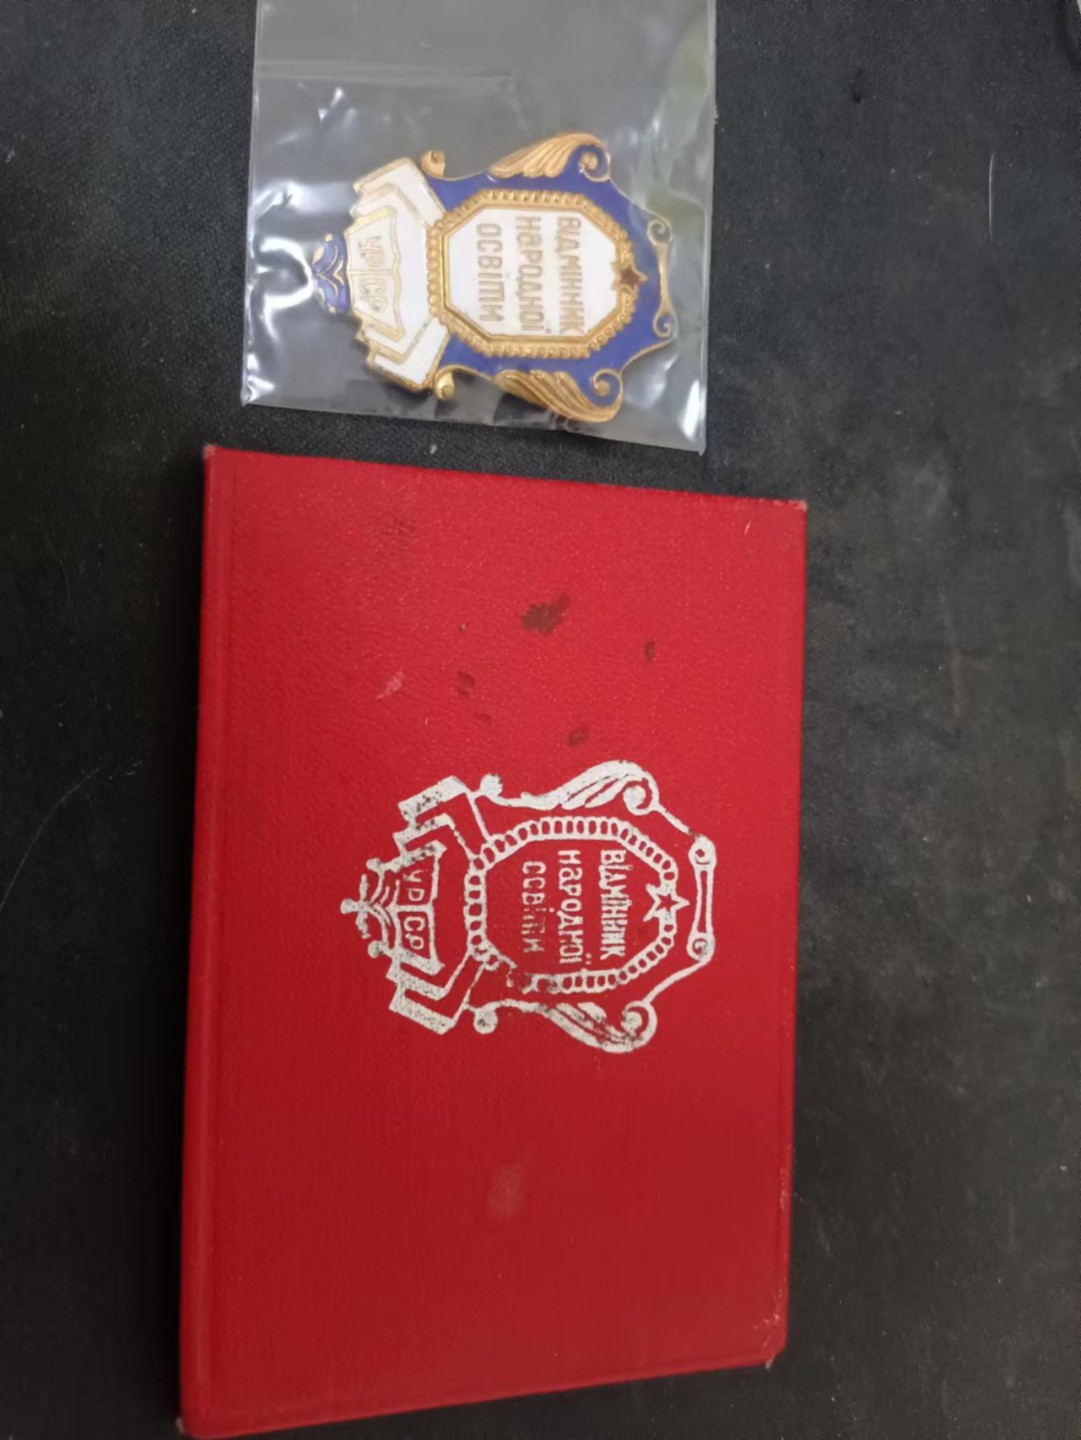 ВІДМІННИК
НАРОДНОЇ
ОСВІТИ
УРСР
ВІДМІННИК
НАРОДНОЇ
ОСВІТИ
УРСР